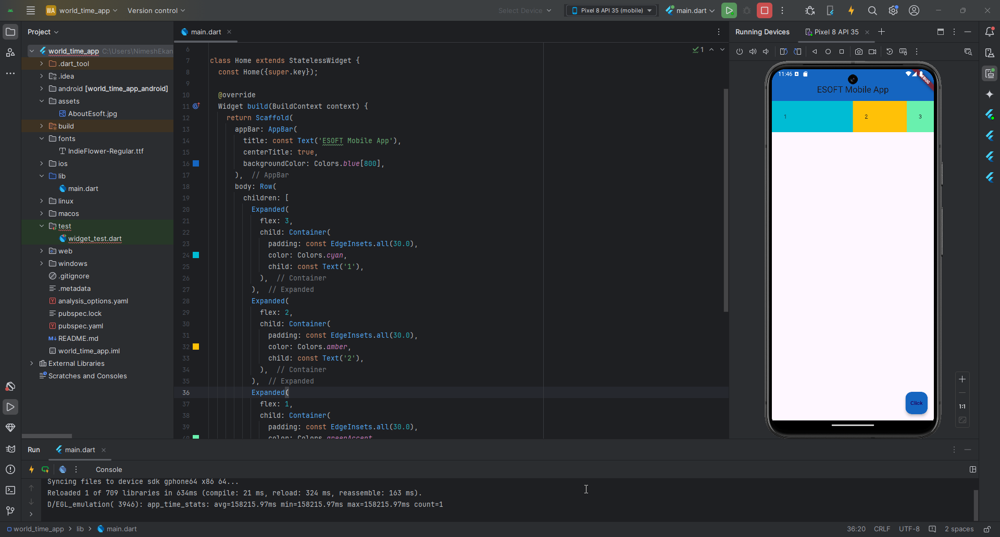 WA world_time_app Version control Select Device Pixel 8 API 35 (mobile) main.dart
Project
main.dart
Running Devices Pixel 8 API 35
world_time_app C:\Users\NimeshEkan
.dart_tool
.idea
android [world_time_app_android]
assets
AboutEsoft.jpg
build
fonts
IndieFlower-Regular.ttf
ios
lib
main.dart
linux
macos
test
widget_test.dart
web
windows
.gitignore
.metadata
analysis_options.yaml
pubspec.lock
pubspec.yaml
README.md
world_time_app.iml
External Libraries
Scratches and Consoles
1
6
7 class Home extends StatelessWidget {
8 const Home({super.key});
9
10 @override
11 Widget build(BuildContext context) {
12 return Scaffold(
13 appBar: AppBar(
14 title: const Text('ESOFT Mobile App'),
15 centerTitle: true,
16 backgroundColor: Colors.blue[800],
17 ), // AppBar
18 body: Row(
19 children: [
20 Expanded(
21 flex: 3,
22 child: Container(
23 padding: const EdgeInsets.all(30.0),
24 color: Colors.cyan,
25 child: const Text('1'),
26 ), // Container
27 ), // Expanded
28 Expanded(
29 flex: 2,
30 child: Container(
31 padding: const EdgeInsets.all(30.0),
32 color: Colors.amber,
33 child: const Text('2'),
34 ), // Container
35 ), // Expanded
36 Expanded(
37 flex: 1,
38 child: Container(
39 padding: const EdgeInsets.all(30.0),
40 color: Colors.greenAccent
11:46
DEBUG
ESOFT Mobile App
1 2 3
Click
1:1
Run main.dart
Console
Syncing files to device sdk gphone64 x86 64...
Reloaded 1 of 709 libraries in 634ms (compile: 21 ms, reload: 324 ms, reassemble: 163 ms).
D/EGL_emulation( 3946): app_time_stats: avg=158215.97ms min=158215.97ms max=158215.97ms count=1
world_time_app > lib > main.dart 36:20 CRLF UTF-8 2 spaces